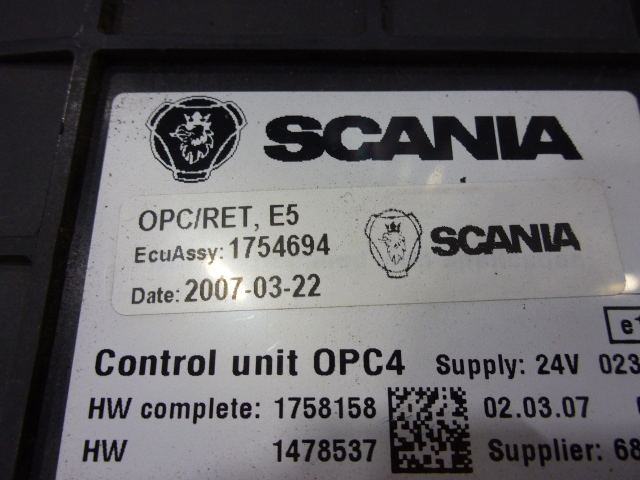 SCANIA
OPC/RET, E5
EcuAssy: 1754694
SCANIA
Date: 2007-03-22
e1
Control unit OPC4 Supply: 24V 023
HW complete: 1758158 02.03.07
HW 1478537 Supplier: 68